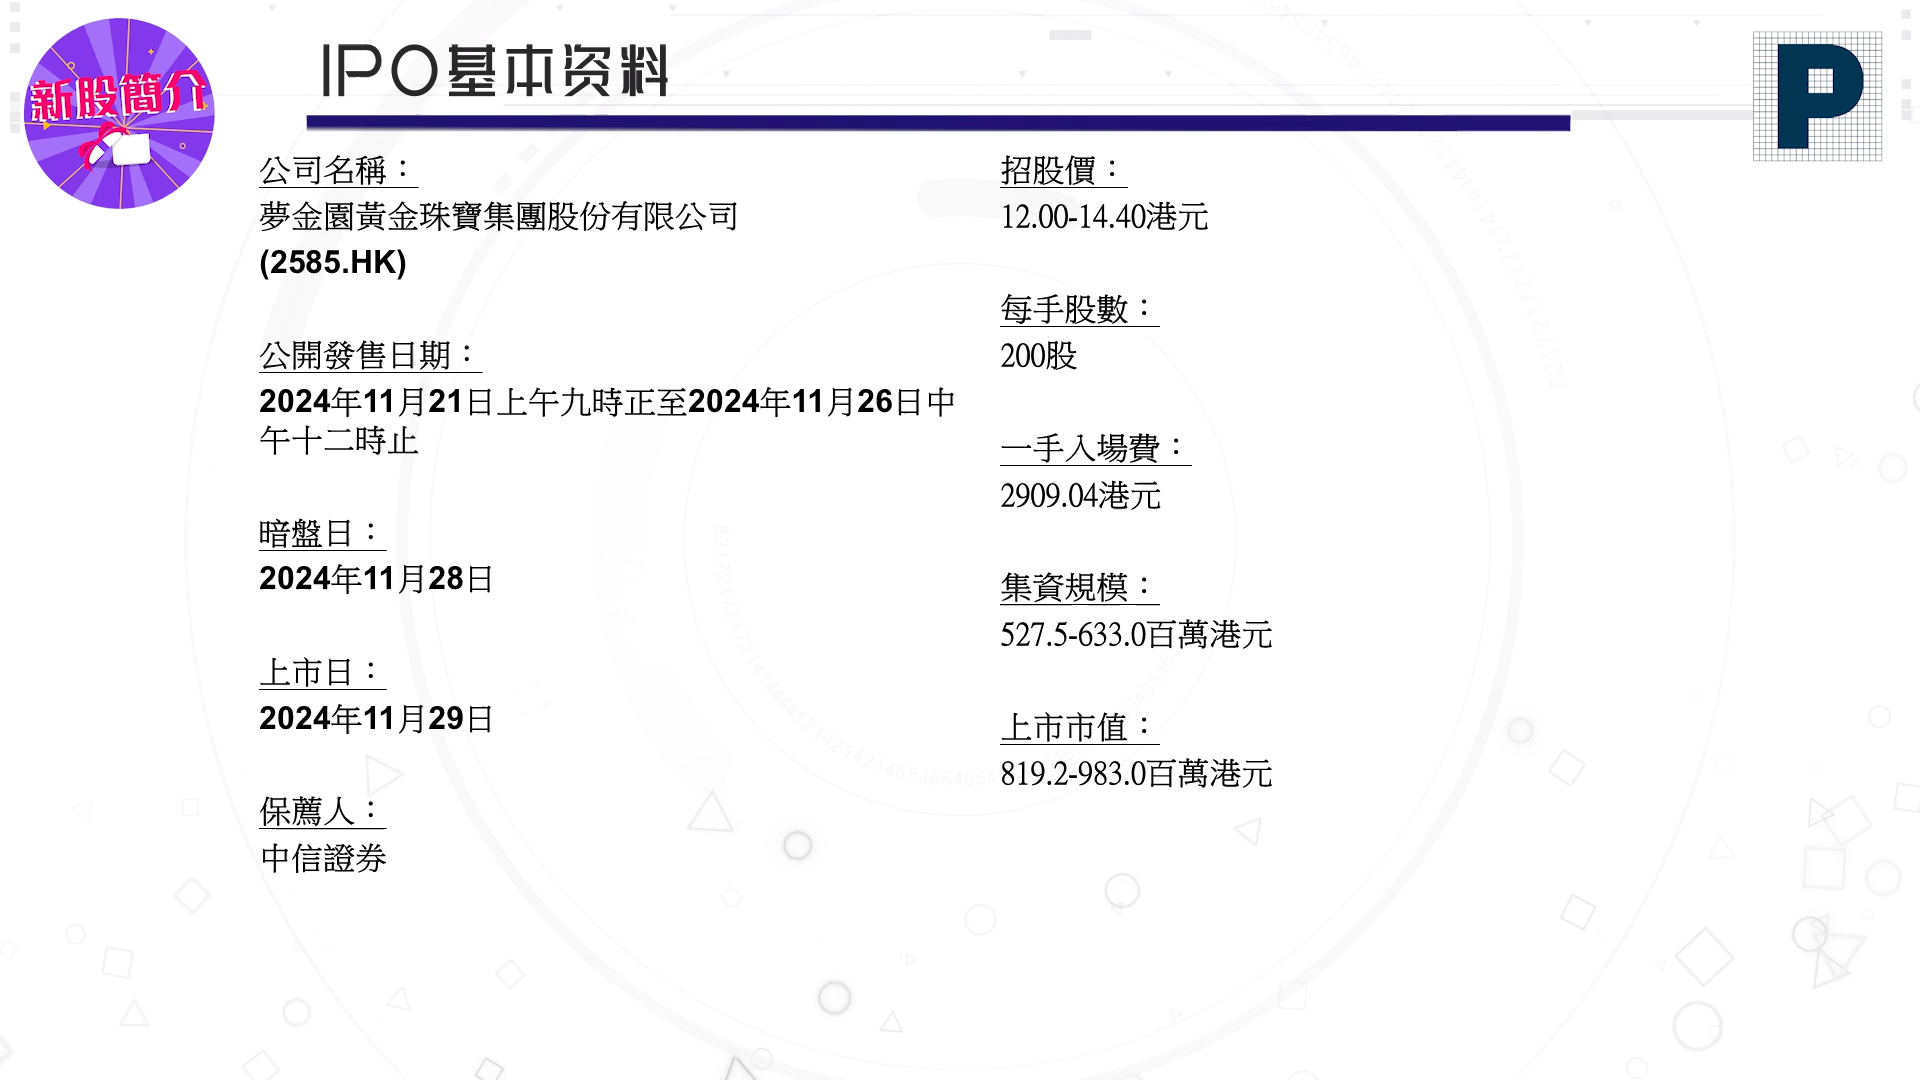 新股簡介
IPO基本资料
P
公司名稱：
夢金園黃金珠寶集團股份有限公司
(2585.HK)
公開發售日期：
2024年11月21日上午九時正至2024年11月26日中
午十二時止
暗盤日：
2024年11月28日
上市日：
2024年11月29日
保薦人：
中信證券
招股價：
12.00-14.40港元
每手股數：
200股
一手入場費：
2909.04港元
集資規模：
527.5-633.0百萬港元
上市市值：
819.2-983.0百萬港元